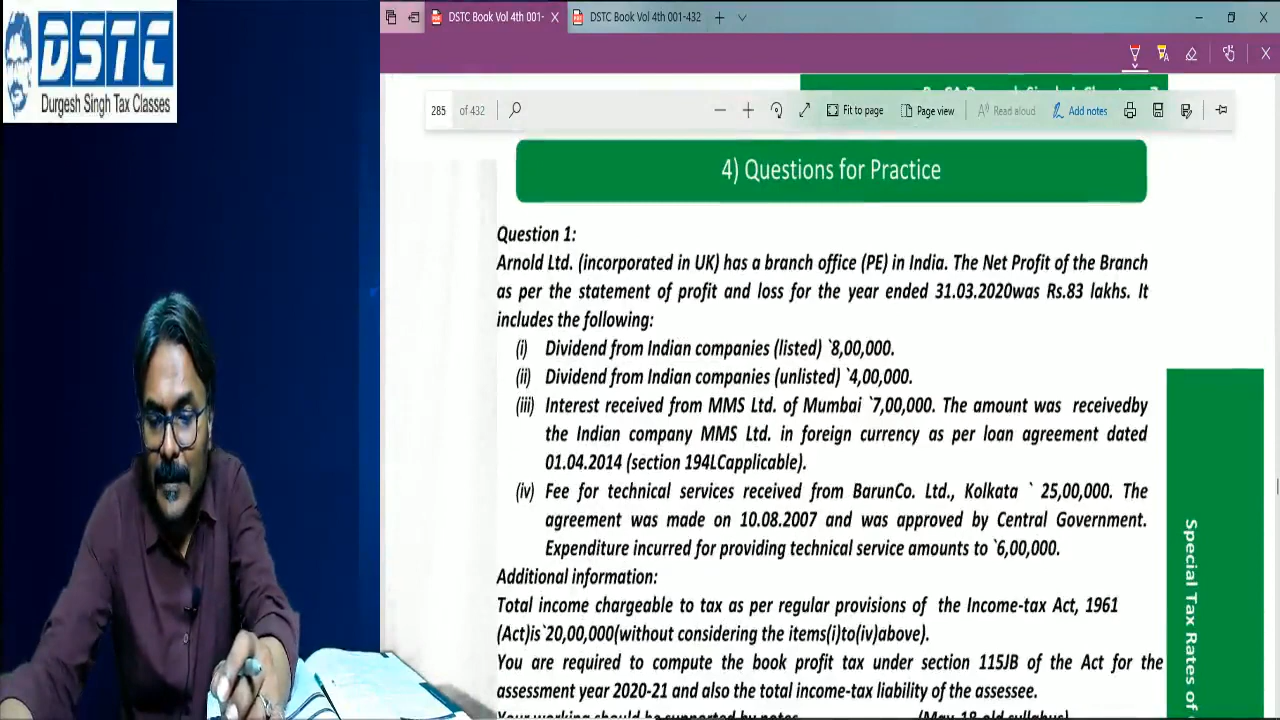 DSTC
Durgesh Singh Tax Classes
DSTC Book Vol 4th 001-
DSTC Book Vol 4th 001-432
285 of 432
Fit to page
Page view
Read aloud
Add notes
4) Questions for Practice
Question 1:
Arnold Ltd. (incorporated in UK) has a branch office (PE) in India. The Net Profit of the Branch
as per the statement of profit and loss for the year ended 31.03.2020was Rs.83 lakhs. It
includes the following:
(i) Dividend from Indian companies (listed) `8,00,000.
(ii) Dividend from Indian companies (unlisted) `4,00,000.
(iii) Interest received from MMS Ltd. of Mumbai `7,00,000. The amount was receivedby
the Indian company MMS Ltd. in foreign currency as per loan agreement dated
01.04.2014 (section 194LCapplicable).
(iv) Fee for technical services received from BarunCo. Ltd., Kolkata ` 25,00,000. The
agreement was made on 10.08.2007 and was approved by Central Government.
Expenditure incurred for providing technical service amounts to `6,00,000.
Additional information:
Total income chargeable to tax as per regular provisions of the Income-tax Act, 1961
(Act)is`20,00,000(without considering the items(i)to(iv)above).
You are required to compute the book profit tax under section 115JB of the Act for the
assessment year 2020-21 and also the total income-tax liability of the assessee.
Your working should be supported by notes. (May-18-old syllabus)
Special Tax Rates of